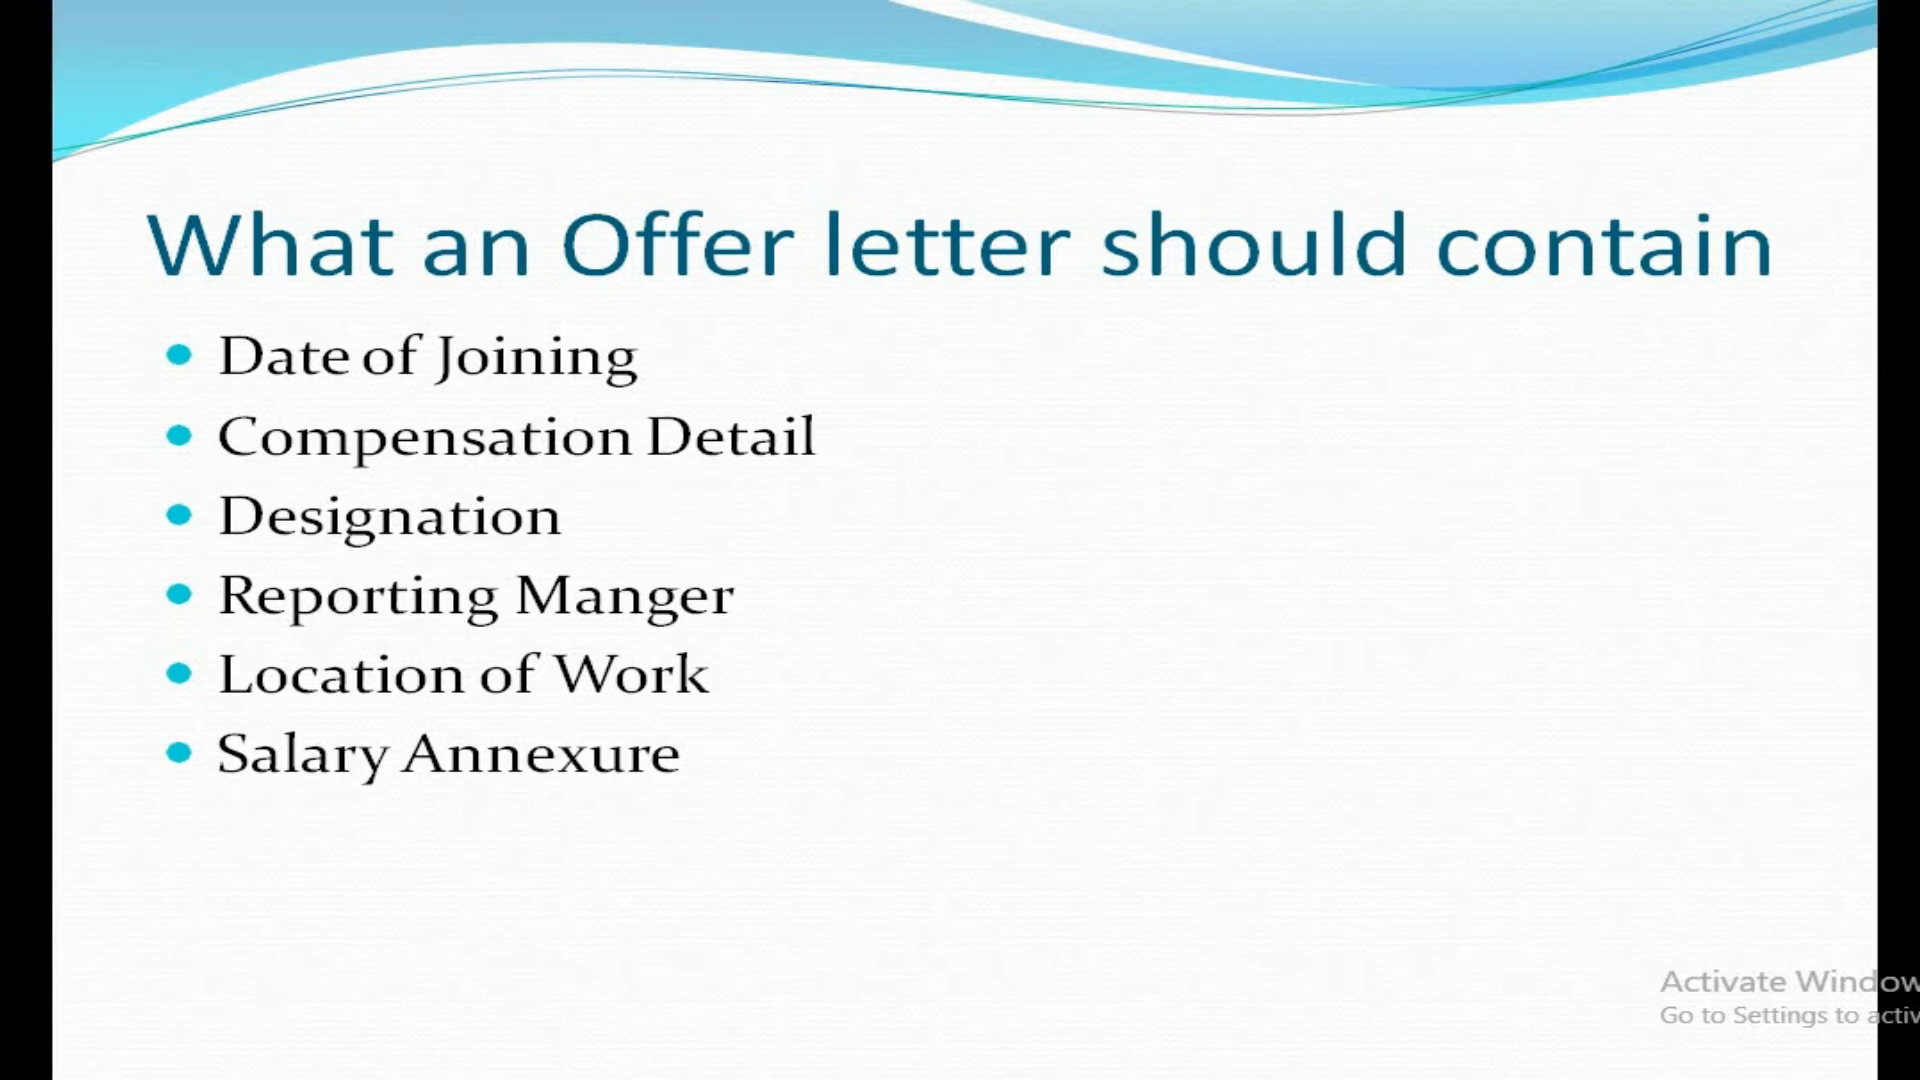 What an Offer letter should contain
Date of Joining
Compensation Detail
Designation
Reporting Manger
Location of Work
Salary Annexure
Activate Window
Go to Settings to activ